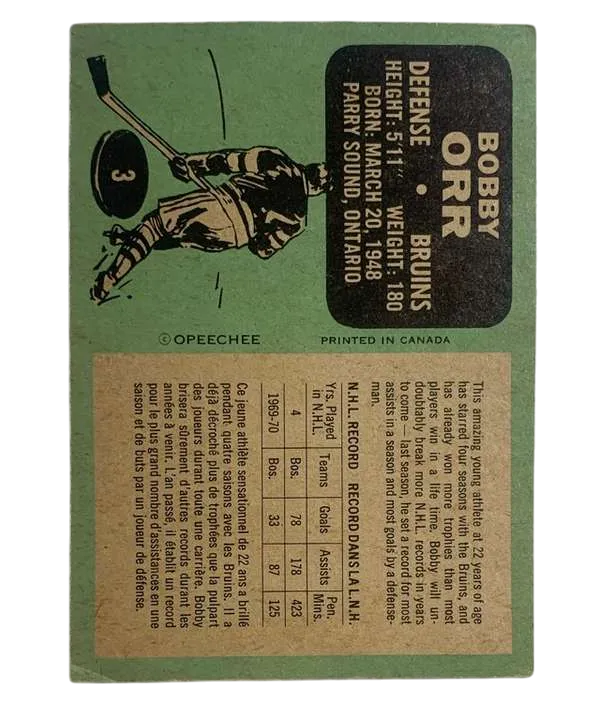 BOBBY
ORR
DEFENSE • BRUINS
HEIGHT: 5'11" WEIGHT: 180
BORN: MARCH 20, 1948
PARRY SOUND, ONTARIO
3
© OPEECHEE
PRINTED IN CANADA
This amazing young athlete at 22 years of age
has starred four seasons with the Bruins, and
has already won more trophies than most
players win in a life time. Bobby will un-
doubtably break more N.H.L. records in years
to come — last season, he set a record for most
assists in a season and most goals by a defense-
man.
N.H.L. RECORD RECORD DANS LA L.N.H.
Yrs. Played in N.H.L. Teams Goals Assists Pen. Mins.
4 Bos. 78 178 423
1969-70 Bos. 33 87 125
Ce jeune athlète sensationnel de 22 ans a brillé
pendant quatre saisons avec les Bruins. Il a
déjà décroché plus de trophées que la pulpart
des joueurs durant toute une carrière. Bobby
brisera sûrement d'autres records durant les
années à venir. L'an passé, il établit un record
pour le plus grand nombre d'assistances en une
saison et de buts par un joueur de défense.